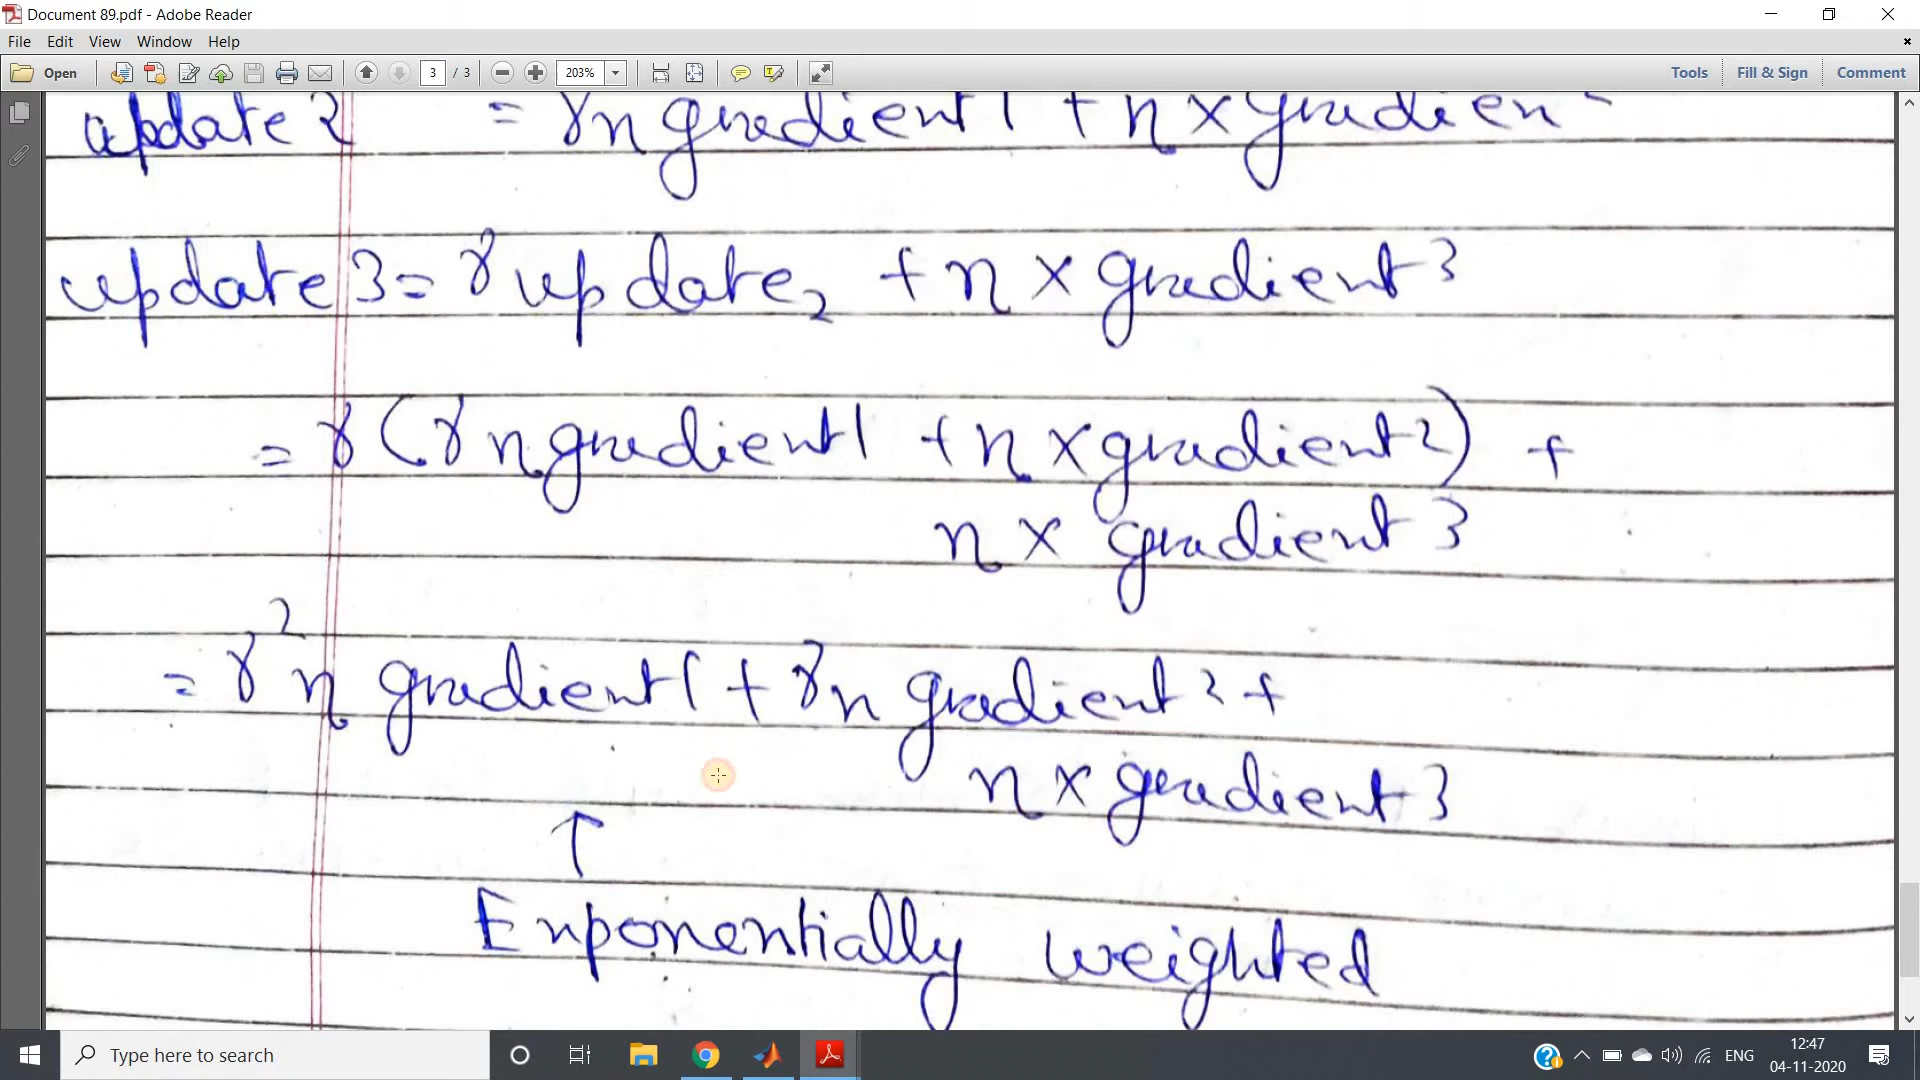 Document 89.pdf - Adobe Reader
File Edit View Window Help
Open 3 / 3 203% Tools Fill & Sign Comment
update 2 = γη gradient 1 + η × gradien
update 3 = γ update₂ + η × gradient 3
= γ (γ η gradient 1 + η × gradient 2) +
η × gradient 3
= γ² η gradient 1 + γη gradient 2 +
η × gradient 3
↑
Exponentially weighted
Type here to search ENG 12:47
04-11-2020